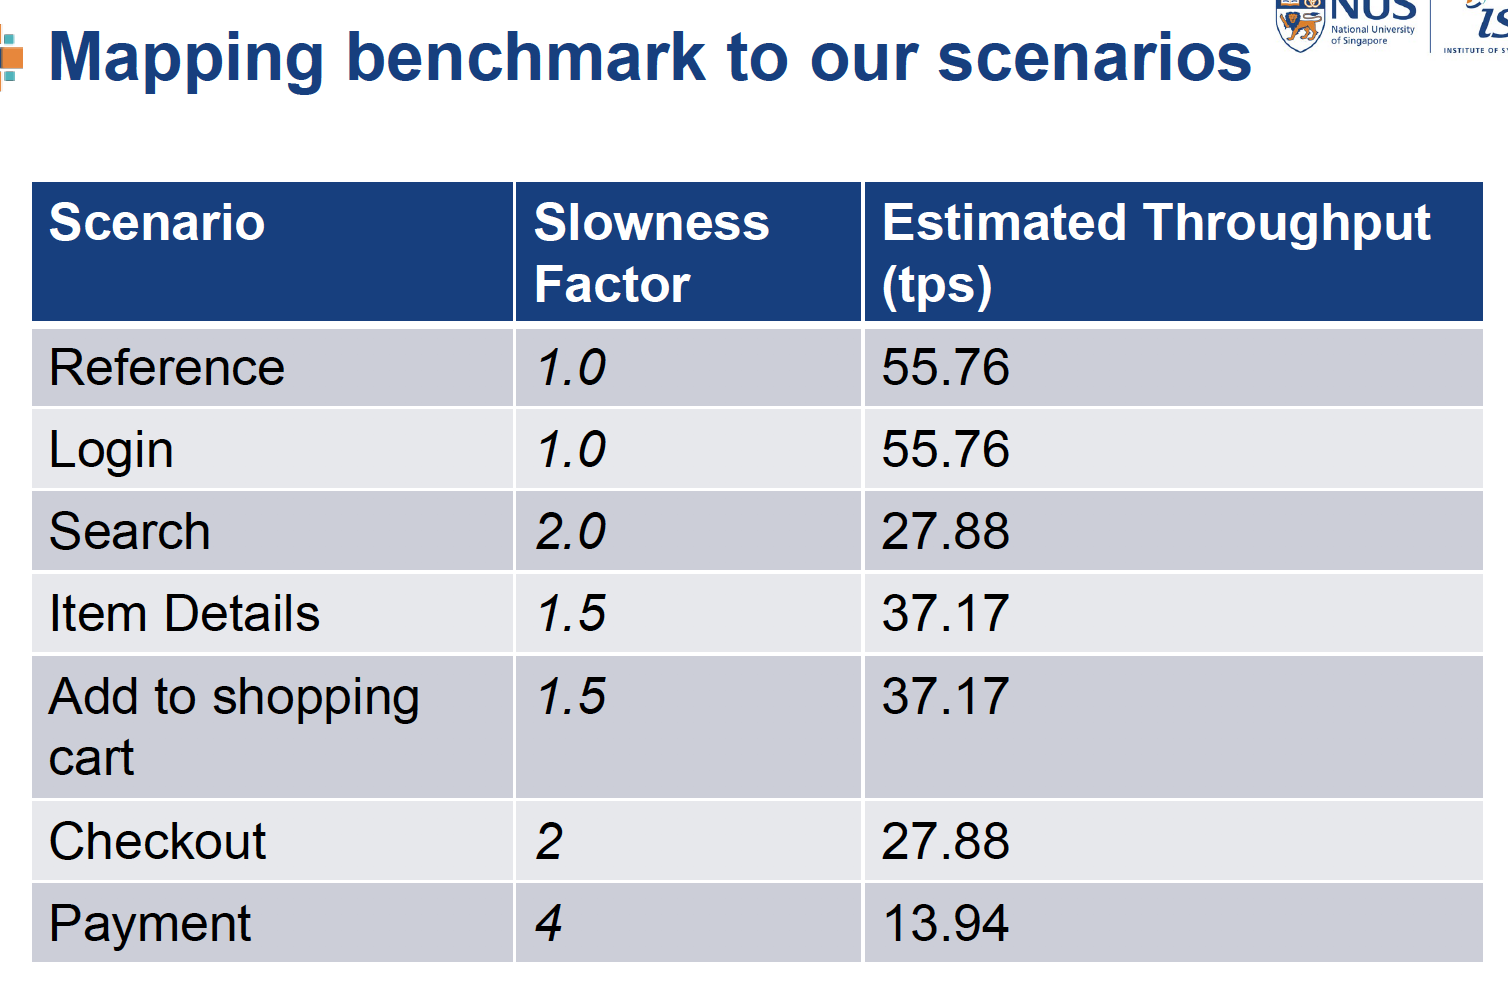 Mapping benchmark to our scenarios
NUS
National University
of Singapore
Scenario
Slowness
Factor
Estimated Throughput
(tps)
Reference
1.0
55.76
Login
1.0
55.76
Search
2.0
27.88
Item Details
1.5
37.17
Add to shopping
cart
1.5
37.17
Checkout
2
27.88
Payment
4
13.94